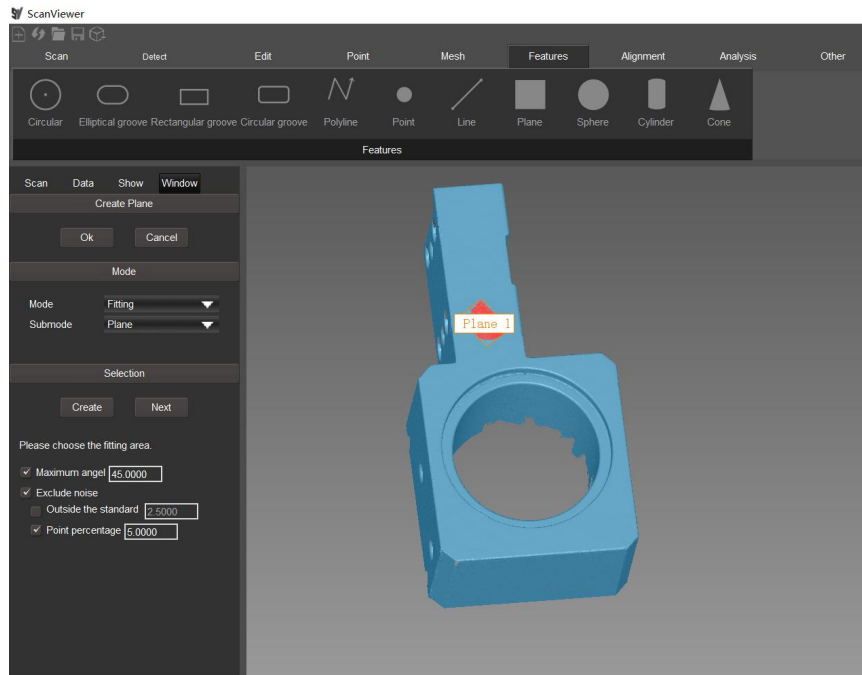 ScanViewer
Scan Detect Edit Point Mesh Features Alignment Analysis Other
Circular Elliptical groove Rectangular groove Circular groove Polyline Point Line Plane Sphere Cylinder Cone
Features
Scan Data Show Window
Create Plane
Ok Cancel
Mode
Mode Fitting
Submode Plane
Selection
Create Next
Please choose the fitting area.
Maximum angel 45.0000
Exclude noise
Outside the standard 2.5000
Point percentage 5.0000
Plane 1